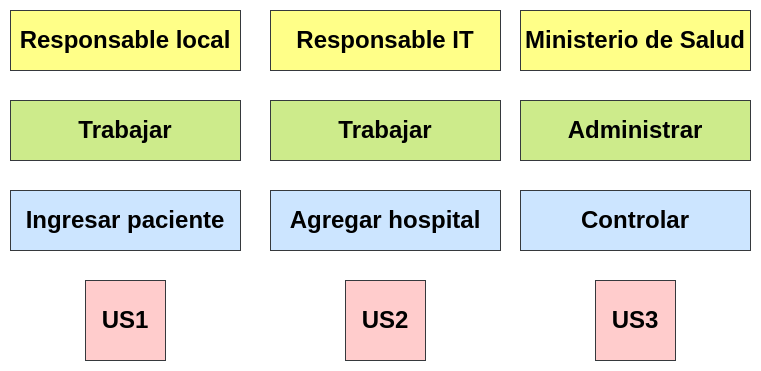 Responsable local
Responsable IT
Ministerio de Salud
Trabajar
Trabajar
Administrar
Ingresar paciente
Agregar hospital
Controlar
US1
US2
US3